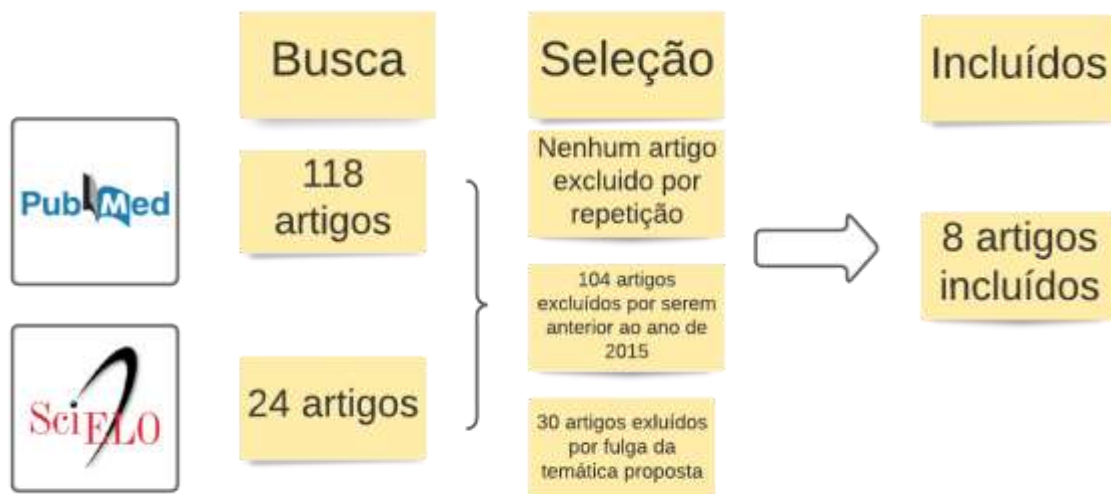 Busca
Seleção
Incluídos
PubMed
118
artigos
Nenhum artigo
excluido por
repetição
104 artigos
excluídos por serem
anterior ao ano de
2015
8 artigos
incluídos
SciELO
24 artigos
30 artigos exluídos
por fulga da
temática proposta